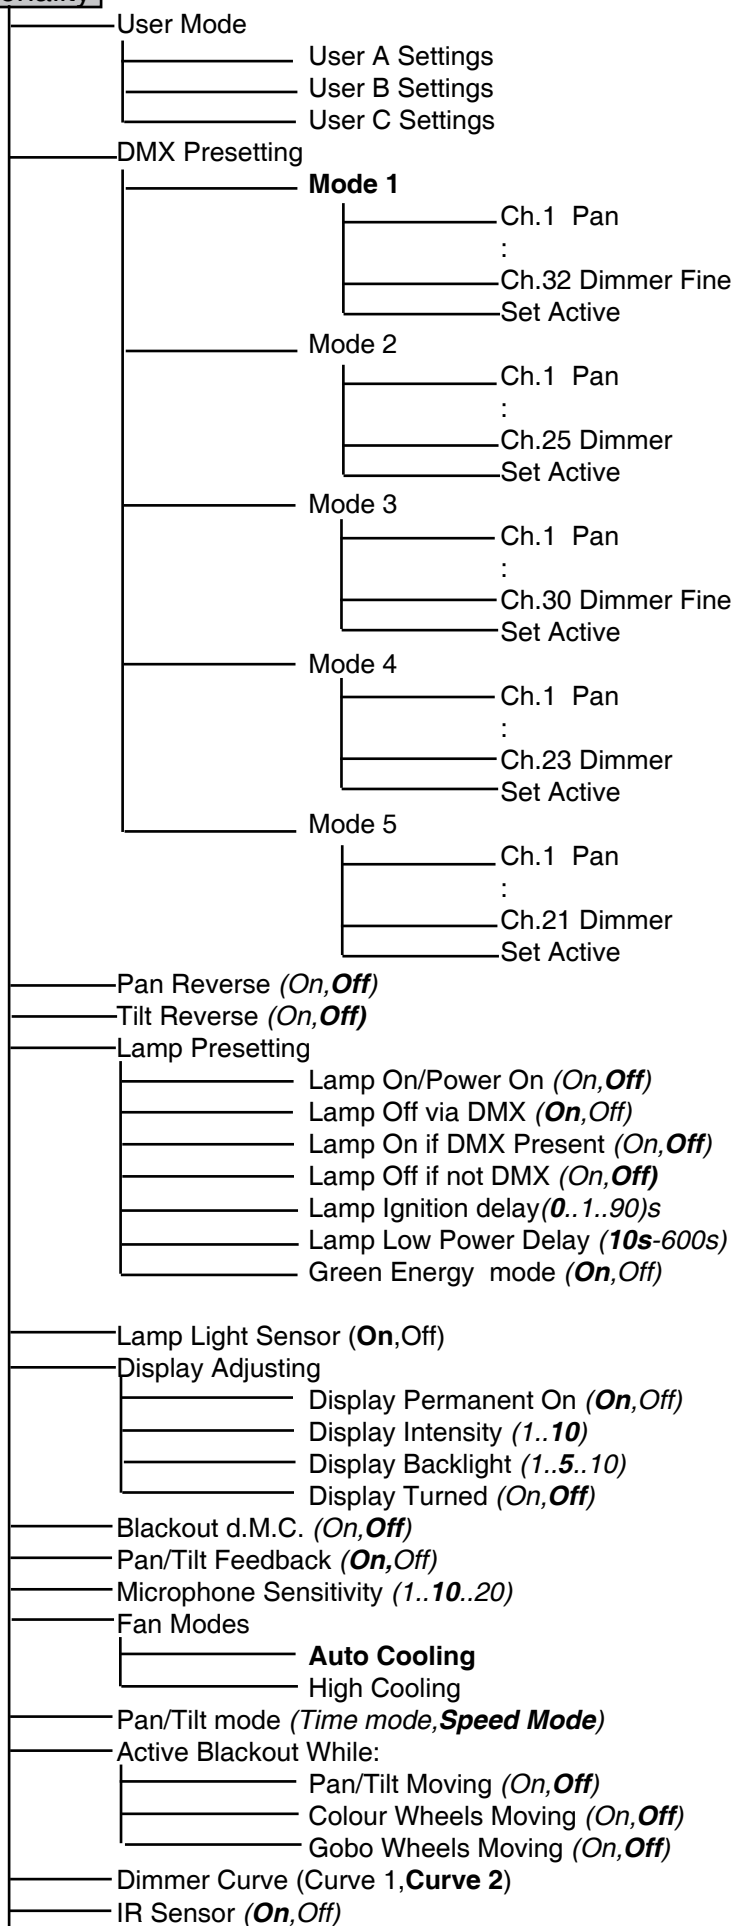 User Mode
User A Settings
User B Settings
User C Settings
DMX Presetting
Mode 1
Ch.1 Pan
:
Ch.32 Dimmer Fine
Set Active
Mode 2
Ch.1 Pan
:
Ch.25 Dimmer
Set Active
Mode 3
Ch.1 Pan
:
Ch.30 Dimmer Fine
Set Active
Mode 4
Ch.1 Pan
:
Ch.23 Dimmer
Set Active
Mode 5
Ch.1 Pan
:
Ch.21 Dimmer
Set Active
Pan Reverse (On,Off)
Tilt Reverse (On,Off)
Lamp Presetting
Lamp On/Power On (On,Off)
Lamp Off via DMX (On,Off)
Lamp On if DMX Present (On,Off)
Lamp Off if not DMX (On,Off)
Lamp Ignition delay(0..1..90)s
Lamp Low Power Delay (10s-600s)
Green Energy mode (On,Off)
Lamp Light Sensor (On,Off)
Display Adjusting
Display Permanent On (On,Off)
Display Intensity (1..10)
Display Backlight (1..5..10)
Display Turned (On,Off)
Blackout d.M.C. (On,Off)
Pan/Tilt Feedback (On,Off)
Microphone Sensitivity (1..10..20)
Fan Modes
Auto Cooling
High Cooling
Pan/Tilt mode (Time mode,Speed Mode)
Active Blackout While:
Pan/Tilt Moving (On,Off)
Colour Wheels Moving (On,Off)
Gobo Wheels Moving (On,Off)
Dimmer Curve (Curve 1,Curve 2)
IR Sensor (On,Off)